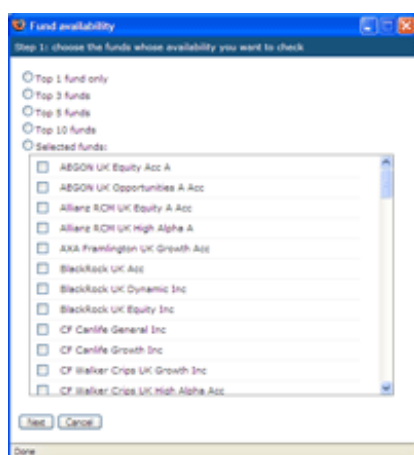 Fund availability
Step 1: choose the funds whose availability you want to check
Top 1 fund only
Top 3 funds
Top 5 funds
Top 10 funds
Selected funds:
AEGON UK Equity Acc A
AEGON UK Opportunities A Acc
Allianz RCM UK Equity A Acc
Allianz RCM UK High Alpha A
AXA Framlington UK Growth Acc
BlackRock UK Acc
BlackRock UK Dynamic Inc
BlackRock UK Equity Inc
CF Canlife General Inc
CF Canlife Growth Inc
CF Walker Crips UK Growth Inc
CF Walker Crips UK High Alpha Acc
Next Cancel
Done